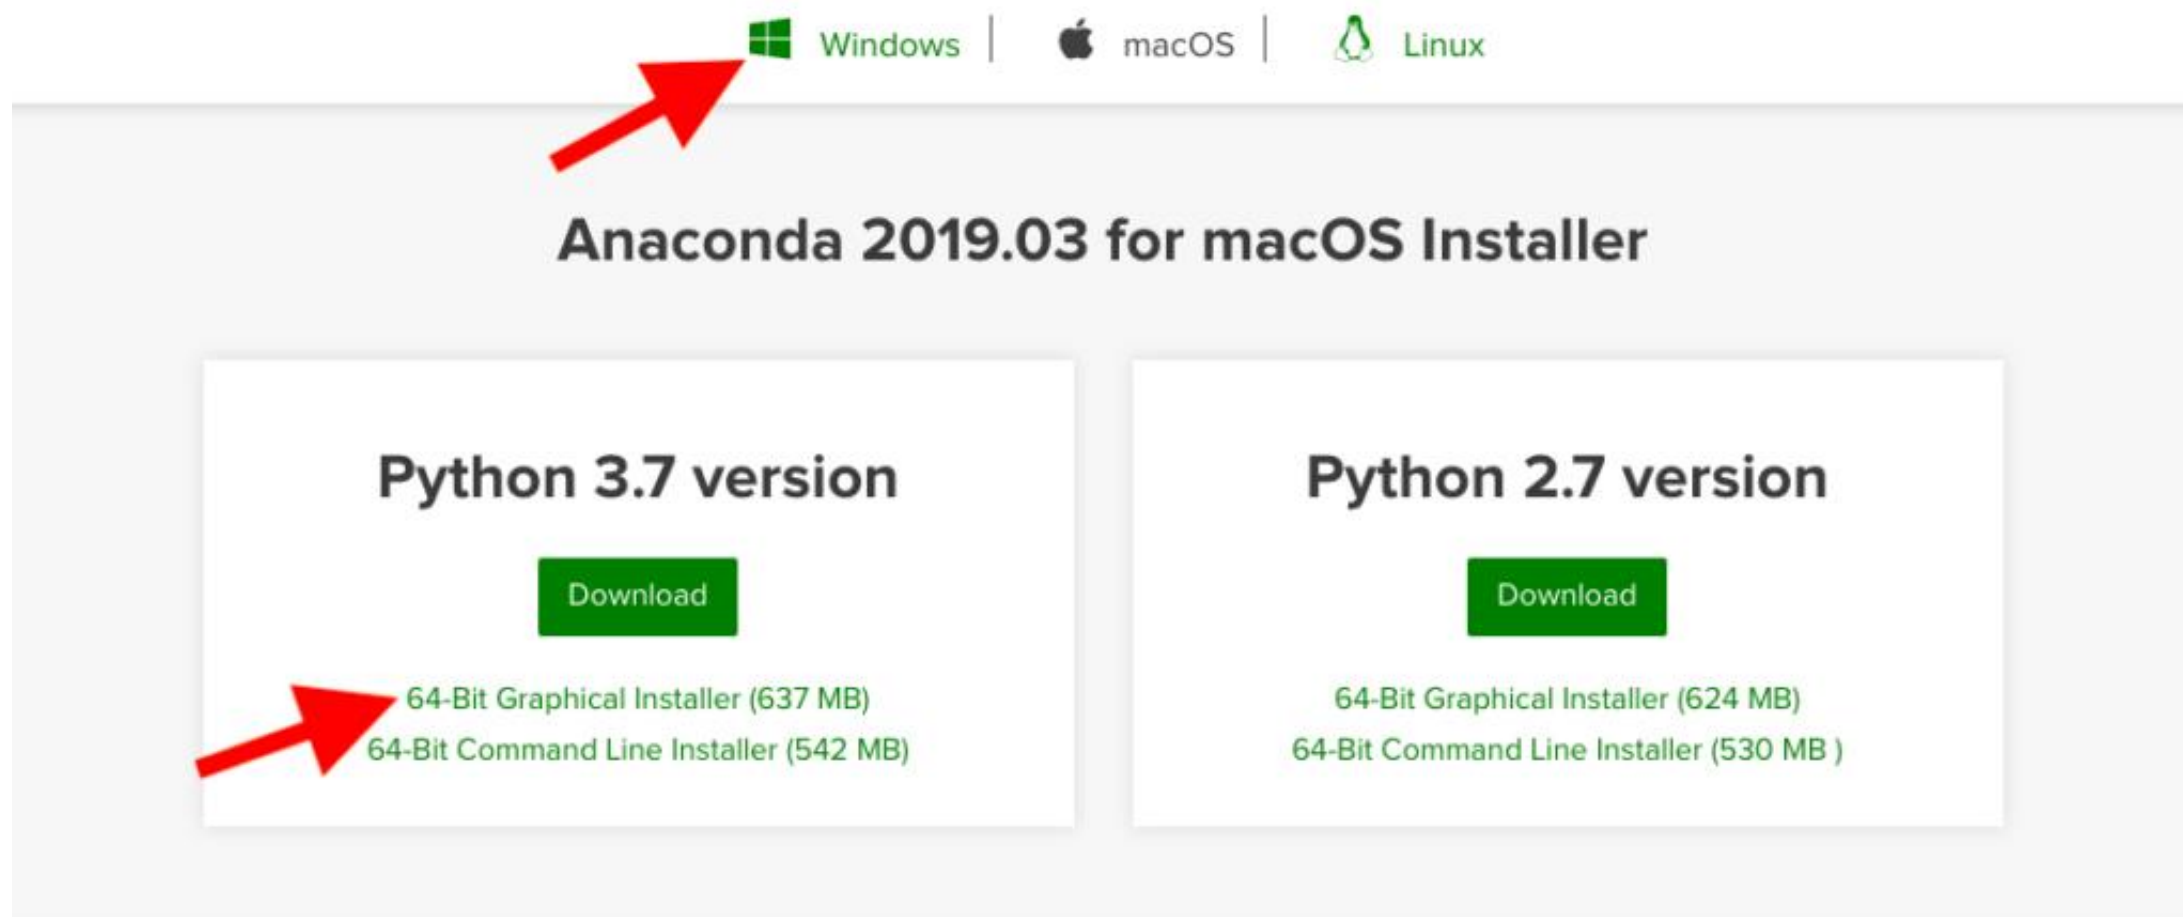 Windows | macOS | Linux
Anaconda 2019.03 for macOS Installer
Python 3.7 version
Download
64-Bit Graphical Installer (637 MB)
64-Bit Command Line Installer (542 MB)
Python 2.7 version
Download
64-Bit Graphical Installer (624 MB)
64-Bit Command Line Installer (530 MB )